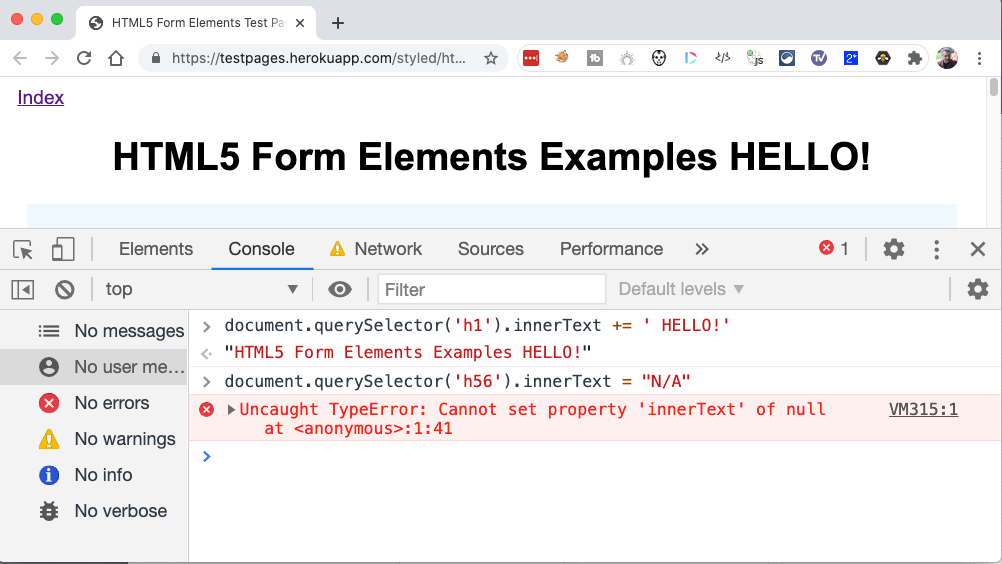 HTML5 Form Elements Test Pa
https://testpages.herokuapp.com/styled/ht...
Index
HTML5 Form Elements Examples HELLO!
Elements Console Network Sources Performance 1
top Filter Default levels
No messages
No user me...
No errors
No warnings
No info
No verbose
document.querySelector('h1').innerText += ' HELLO!'
"HTML5 Form Elements Examples HELLO!"
document.querySelector('h56').innerText = "N/A"
Uncaught TypeError: Cannot set property 'innerText' of null VM315:1
at <anonymous>:1:41